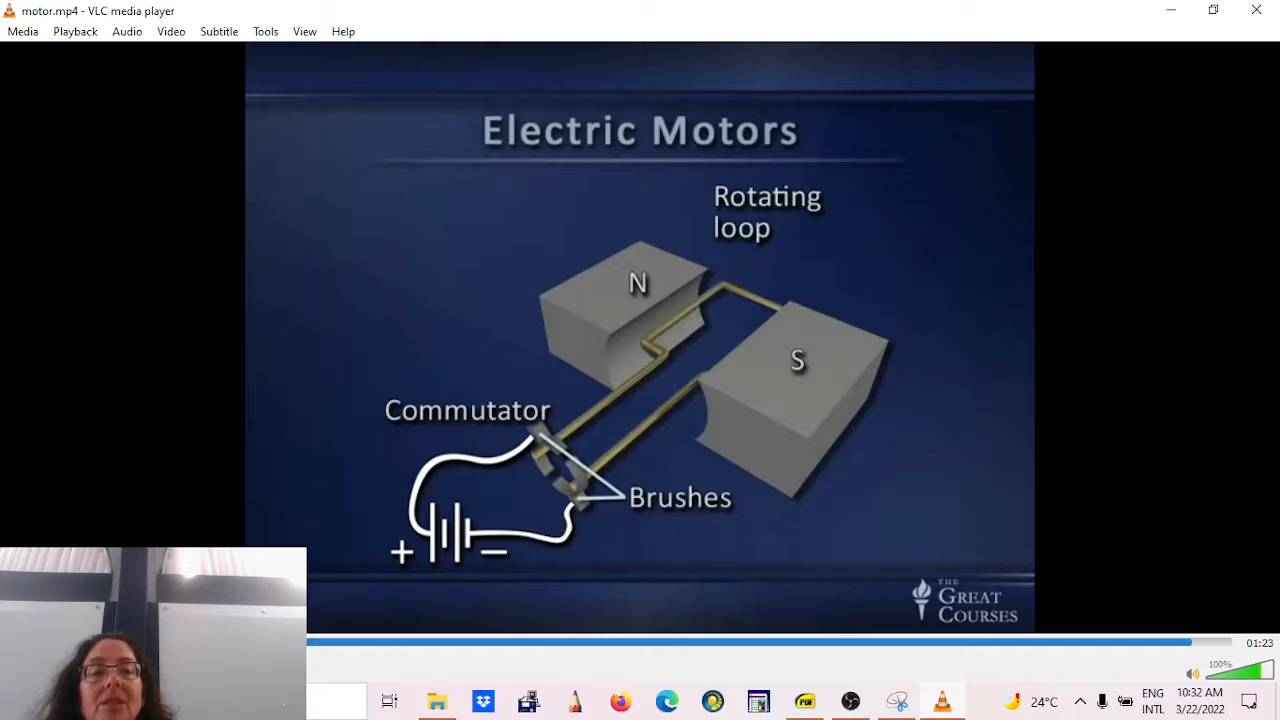 motor.mp4 - VLC media player
Media Playback Audio Video Subtitle Tools View Help
Electric Motors
Rotating
loop
N
S
Commutator
Brushes
+ −
THE
GREAT
COURSES
01:23
100%
PDF
24°C
ENG
INTL
10:32 AM
3/22/2022